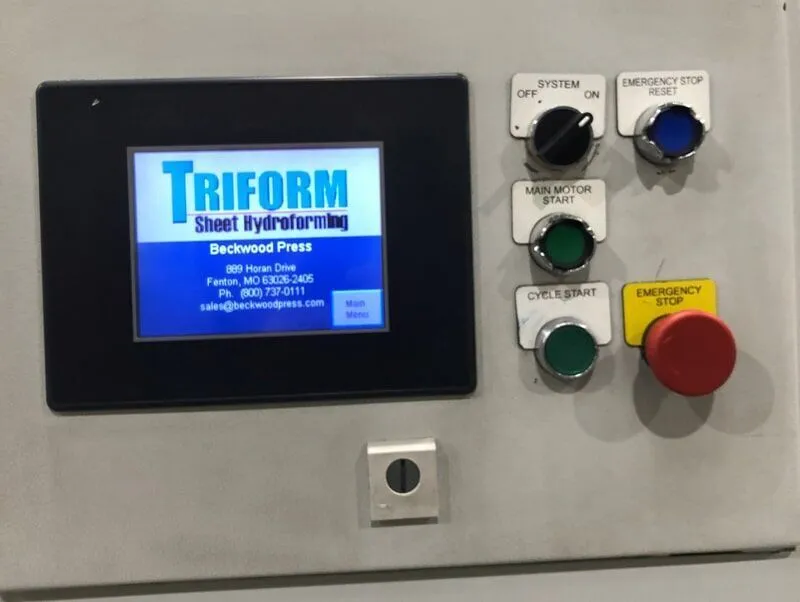 TRIFORM
Sheet Hydroforming
Beckwood Press
889 Horan Drive
Fenton, MO 63026-2405
Ph. (800) 737-0111
sales@beckwoodpress.com
Main
Menu
SYSTEM
OFF ON
EMERGENCY STOP
RESET
MAIN MOTOR
START
CYCLE START
EMERGENCY
STOP